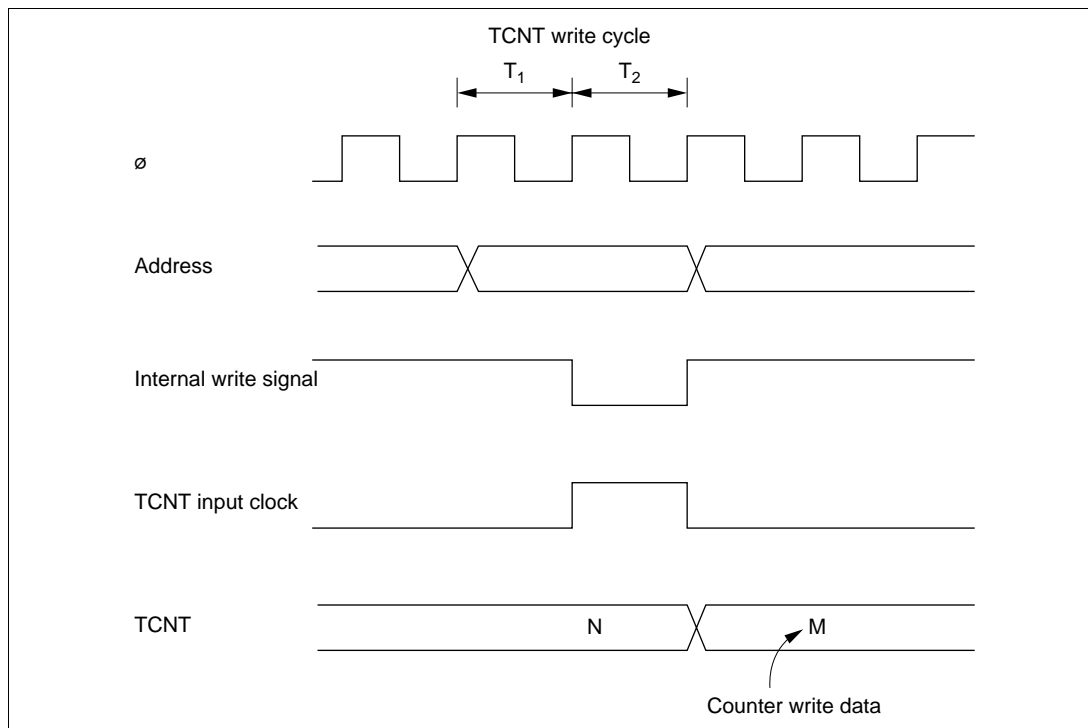 TCNT write cycle
T1 T2
ø
Address
Internal write signal
TCNT input clock
TCNT N M
Counter write data